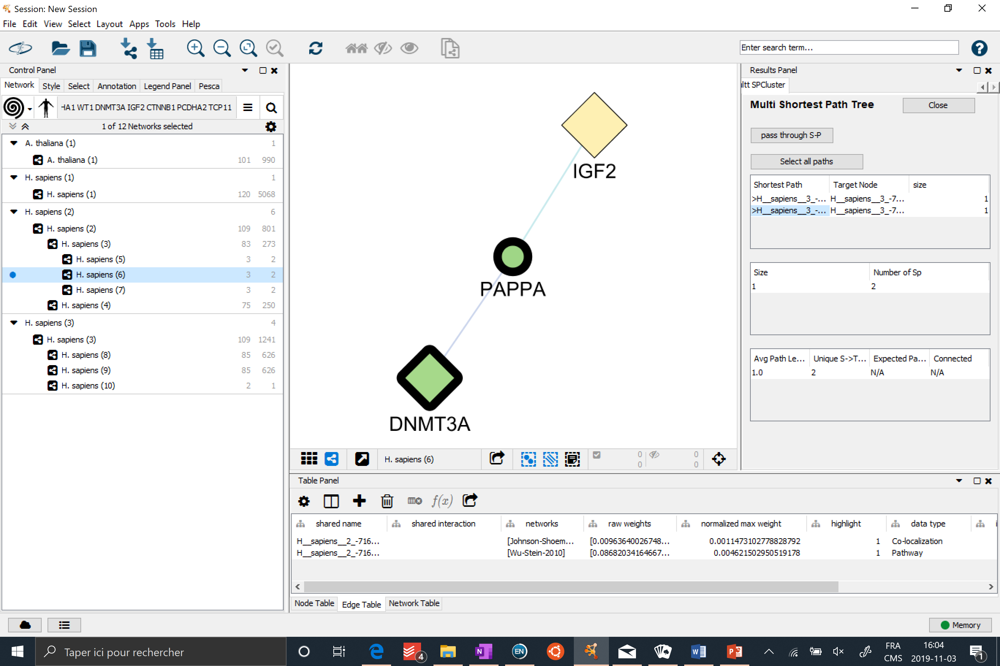 Session: New Session
File Edit View Select Layout Apps Tools Help
Enter search term...
Control Panel
Network Style Select Annotation Legend Panel Pesca
HA1 WT1 DNMT3A IGF2 CTNNB1 PCDHA2 TCP11
1 of 12 Networks selected
A. thaliana (1) 1
A. thaliana (1) 101 990
H. sapiens (1) 1
H. sapiens (1) 120 5068
H. sapiens (2) 6
H. sapiens (2) 109 801
H. sapiens (3) 83 273
H. sapiens (5) 3 2
H. sapiens (6) 3 2
H. sapiens (7) 3 2
H. sapiens (4) 75 250
H. sapiens (3) 4
H. sapiens (3) 109 1241
H. sapiens (8) 85 626
H. sapiens (9) 85 626
H. sapiens (10) 2 1
IGF2
PAPPA
DNMT3A
H. sapiens (6) 0 0
0 0
Results Panel
ltt SPCluster
Multi Shortest Path Tree Close
pass through S-P
Select all paths
Shortest Path Target Node size
>H__sapiens__3_-... H__sapiens__3_-7... 1
>H__sapiens__3_-... H__sapiens__3_-7... 1
Size Number of Sp
1 2
Avg Path Le... Unique S->T... Expected Pa... Connected
1.0 2 N/A N/A
Table Panel
f(x)
shared name shared interaction networks raw weights normalized max weight highlight data type i
H__sapiens__2_-716... [Johnson-Shoem... [0.00963640026748... 0.0011473102778828792 1 Co-localization
H__sapiens__2_-716... [Wu-Stein-2010] [0.08682034164667... 0.004621502950519178 1 Pathway
Node Table Edge Table Network Table
Memory
Taper ici pour rechercher
4
N
EN
W
P
FRA
CMS
16:04
2019-11-03
1